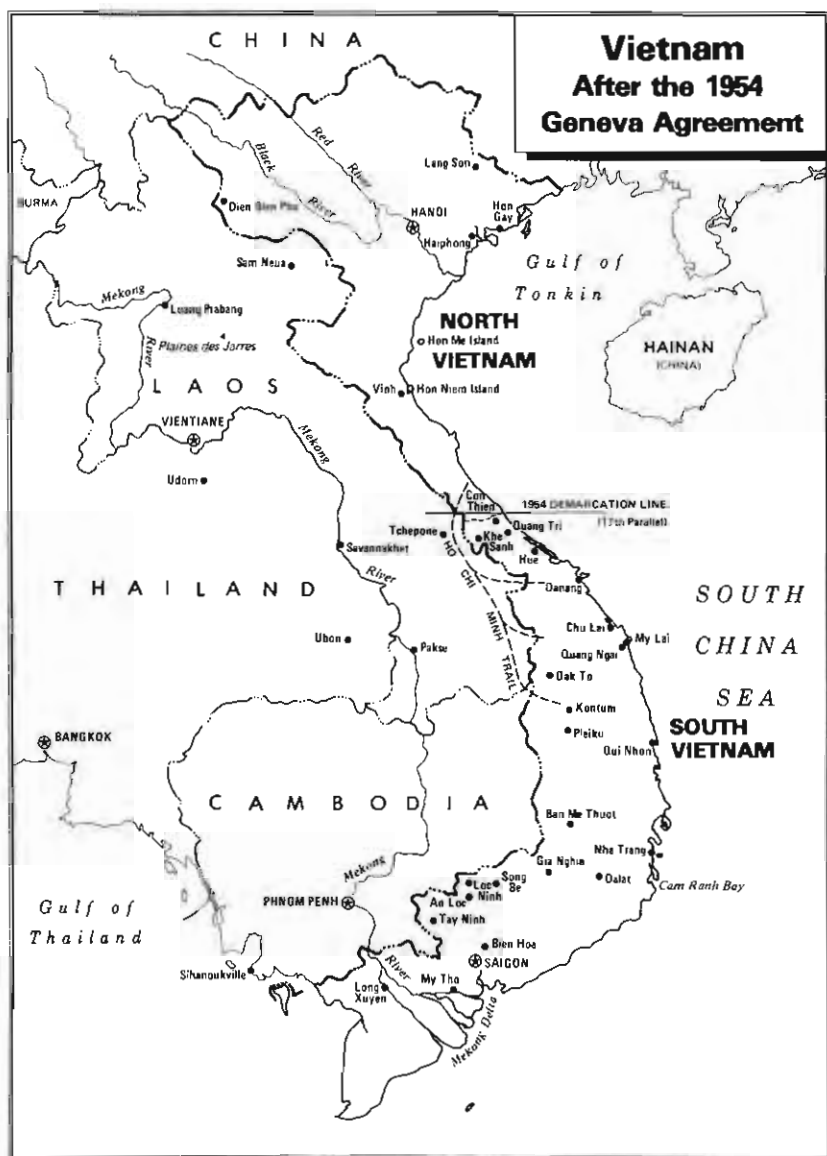 Vietnam
After the 1954
Geneva Agreement
CHINA
Red
River
Black
River
Lang Son
BURMA
Dien Bien Phu
HANOI
Hon
Gay
Haiphong
Sam Neua
Gulf of
Tonkin
Mekong
River
Luang Prabang
Plaines des Jarres
NORTH
VIETNAM
Hon Me Island
HAINAN
(CHINA)
LAOS
Vinh
Hon Niem Island
VIENTIANE
Mekong
Udorn
Con
Thien
1954 DEMARCATION LINE
(17th Parallel)
Tchepone
Quang Tri
Khe
Sanh
Hue
Savannakhet
River
HO CHI MINH TRAIL
Danang
THAILAND
SOUTH
CHINA
SEA
Chu Lai
My Lai
Quang Ngai
Ubon
Pakse
Dak To
Kontum
Pleiku
BANGKOK
SOUTH
VIETNAM
Qui Nhon
CAMBODIA
Ban Me Thuot
Nha Trang
Mekong
Gia Nghia
Dalat
Cam Ranh Bay
Song
Be
Loc
Ninh
An Loc
Tay Ninh
PHNOM PENH
Gulf of
Thailand
Bien Hoa
SAIGON
Sihanoukville
River
My Tho
Long
Xuyen
Mekong Delta